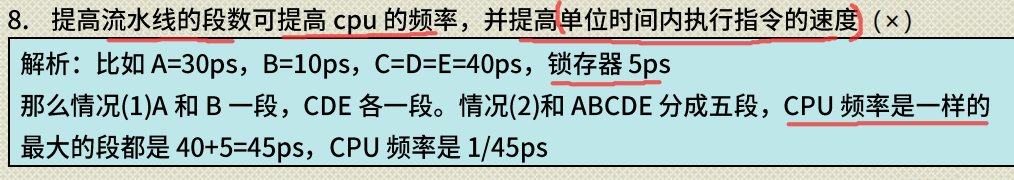 8. 提高流水线的段数可提高 cpu 的频率，并提高(单位时间内执行指令的速度)（×）
解析：比如 A=30ps，B=10ps，C=D=E=40ps，锁存器 5ps
那么情况(1)A 和 B 一段，CDE 各一段。情况(2)和 ABCDE 分成五段，CPU 频率是一样的
最大的段都是 40+5=45ps，CPU 频率是 1/45ps